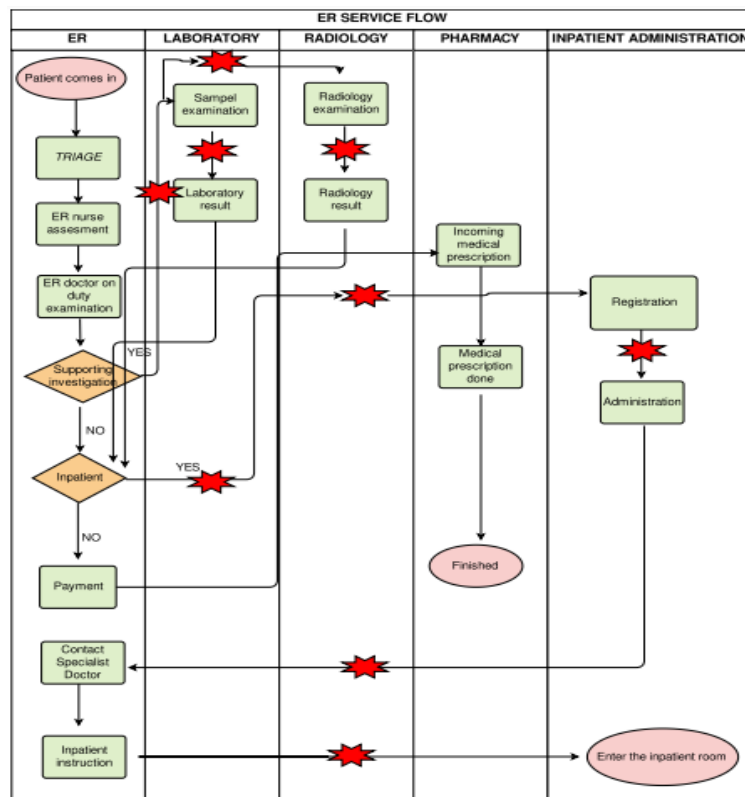 ER SERVICE FLOW
ER
LABORATORY
RADIOLOGY
PHARMACY
INPATIENT ADMINISTRATION
Patient comes in
Sampel
examination
Radiology
examination
TRIAGE
Laboratory
result
Radiology
result
ER nurse
assesment
Incoming
medical
prescription
ER doctor on
duty
examination
Registration
YES
Supporting
investigation
Medical
prescription
done
Administration
NO
Inpatient
YES
NO
Finished
Payment
Contact
Specialist
Doctor
Inpatient
instruction
Enter the inpatient room